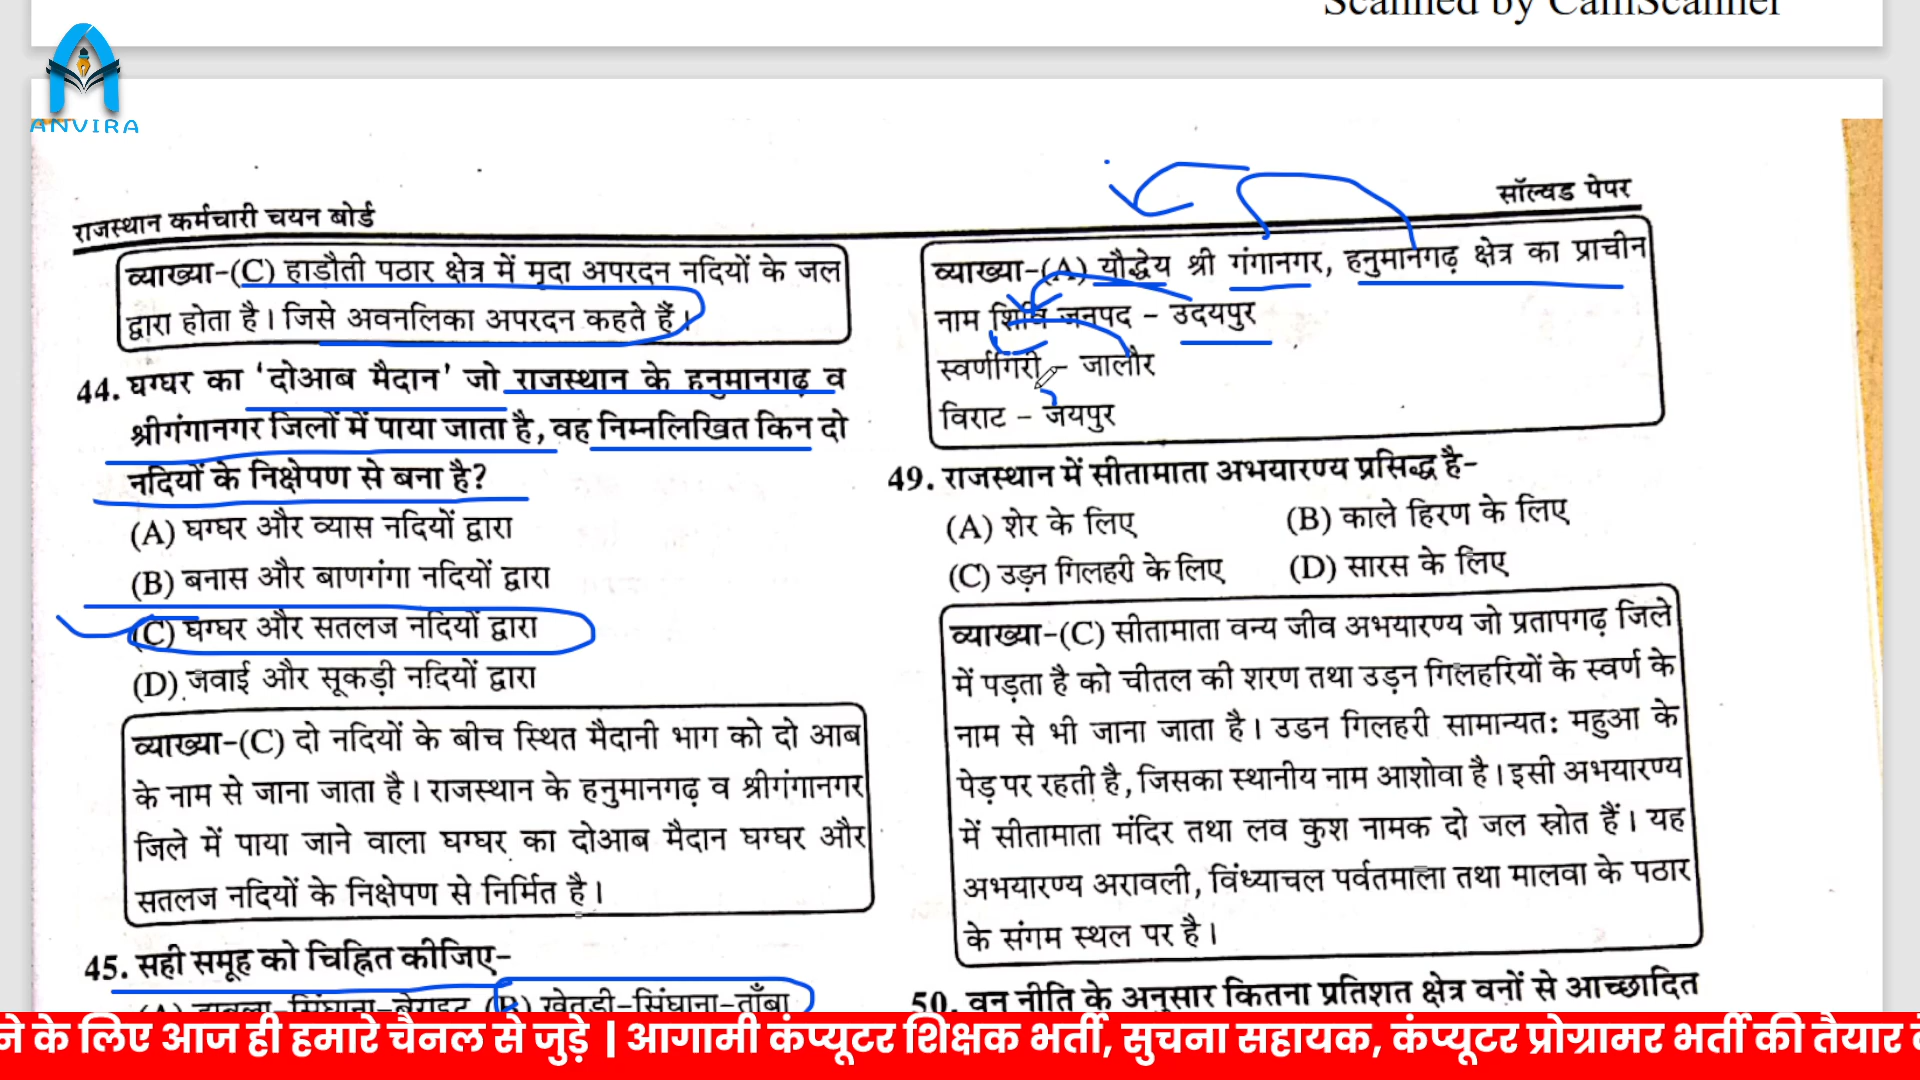 Scanned by CamScanner
ANVIRA
राजस्थान कर्मचारी चयन बोर्ड
सॉल्वड पेपर
व्याख्या-(C) हाडौती पठार क्षेत्र में मृदा अपरदन नदियों के जल
द्वारा होता है। जिसे अवनलिका अपरदन कहते हैं।
44. घग्घर का 'दोआब मैदान' जो राजस्थान के हनुमानगढ़ व
श्रीगंगानगर जिलों में पाया जाता है, वह निम्नलिखित किन दो
नदियों के निक्षेपण से बना है?
(A) घग्घर और व्यास नदियों द्वारा
(B) बनास और बाणगंगा नदियों द्वारा
(C) घग्घर और सतलज नदियों द्वारा
(D) जवाई और सूकड़ी नदियों द्वारा
व्याख्या-(C) दो नदियों के बीच स्थित मैदानी भाग को दो आब
के नाम से जाना जाता है। राजस्थान के हनुमानगढ़ व श्रीगंगानगर
जिले में पाया जाने वाला घग्घर का दोआब मैदान घग्घर और
सतलज नदियों के निक्षेपण से निर्मित है।
45. सही समूह को चिह्नित कीजिए-
(B) खेतड़ी-सिंघाना-ताँबा
व्याख्या-(A) यौद्धेय श्री गंगानगर, हनुमानगढ़ क्षेत्र का प्राचीन
नाम शिवि जनपद - उदयपुर
स्वर्णगिरी - जालौर
विराट - जयपुर
49. राजस्थान में सीतामाता अभयारण्य प्रसिद्ध है-
(A) शेर के लिए (B) काले हिरण के लिए
(C) उड़न गिलहरी के लिए (D) सारस के लिए
व्याख्या-(C) सीतामाता वन्य जीव अभयारण्य जो प्रतापगढ़ जिले
में पड़ता है को चीतल की शरण तथा उड़न गिलहरियों के स्वर्ण के
नाम से भी जाना जाता है। उडन गिलहरी सामान्यतः महुआ के
पेड़ पर रहती है, जिसका स्थानीय नाम आशोवा है। इसी अभयारण्य
में सीतामाता मंदिर तथा लव कुश नामक दो जल स्रोत हैं। यह
अभयारण्य अरावली, विंध्याचल पर्वतमाला तथा मालवा के पठार
के संगम स्थल पर है।
50. वन नीति के अनुसार कितना प्रतिशत क्षेत्र वनों से आच्छादित
ने के लिए आज ही हमारे चैनल से जुड़े | आगामी कंप्यूटर शिक्षक भर्ती, सुचना सहायक, कंप्यूटर प्रोग्रामर भर्ती की तैयार